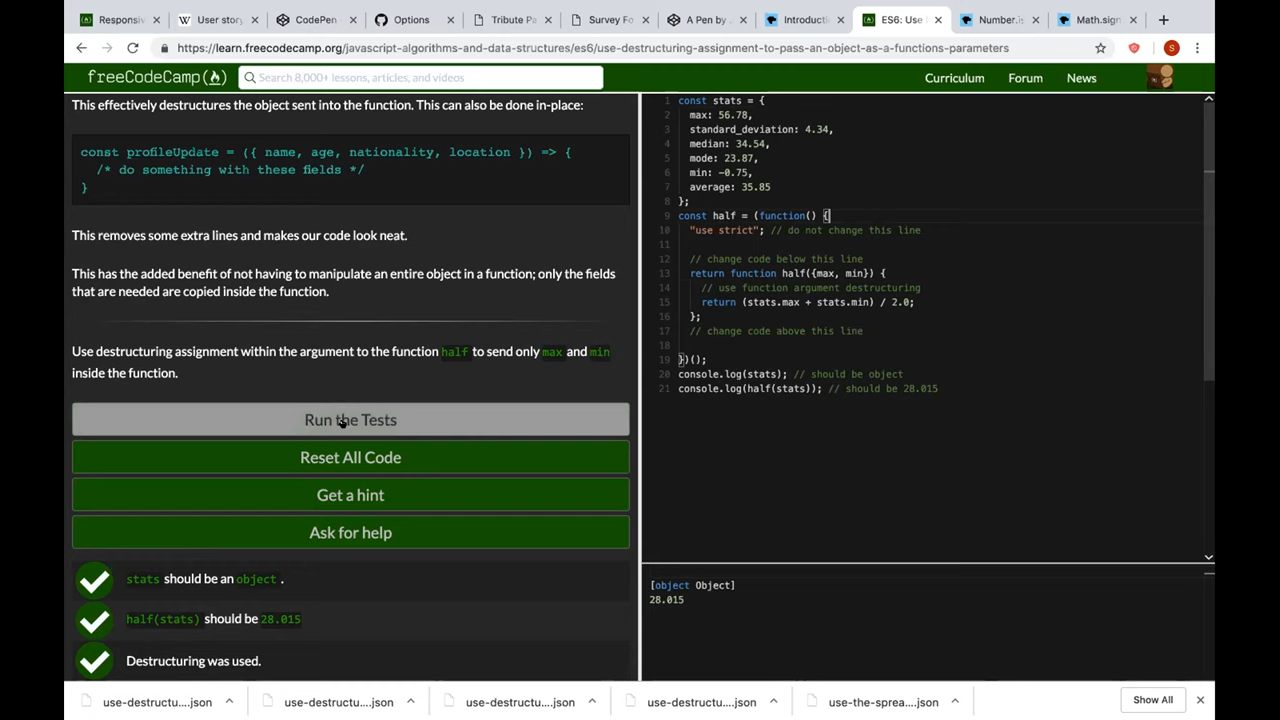 Responsiv
User story
CodePen
Options
Tribute Pa
Survey Fo
A Pen by
Introducti
ES6: Use
Number.is
Math.sign
https://learn.freecodecamp.org/javascript-algorithms-and-data-structures/es6/use-destructuring-assignment-to-pass-an-object-as-a-functions-parameters
S
freeCodeCamp
Search 8,000+ lessons, articles, and videos
Curriculum
Forum
News
This effectively destructures the object sent into the function. This can also be done in-place:
const profileUpdate = ({ name, age, nationality, location }) => {
/* do something with these fields */
}
This removes some extra lines and makes our code look neat.
This has the added benefit of not having to manipulate an entire object in a function; only the fields
that are needed are copied inside the function.
Use destructuring assignment within the argument to the function half to send only max and min
inside the function.
Run the Tests
Reset All Code
Get a hint
Ask for help
stats should be an object .
half(stats) should be 28.015
Destructuring was used.
1 const stats = {
2 max: 56.78,
3 standard_deviation: 4.34,
4 median: 34.54,
5 mode: 23.87,
6 min: -0.75,
7 average: 35.85
8 };
9 const half = (function() {
10 "use strict"; // do not change this line
11
12 // change code below this line
13 return function half({max, min}) {
14 // use function argument destructuring
15 return (stats.max + stats.min) / 2.0;
16 };
17 // change code above this line
18
19 })();
20 console.log(stats); // should be object
21 console.log(half(stats)); // should be 28.015
[object Object]
28.015
use-destructu....json
use-destructu....json
use-destructu....json
use-destructu....json
use-the-sprea....json
Show All